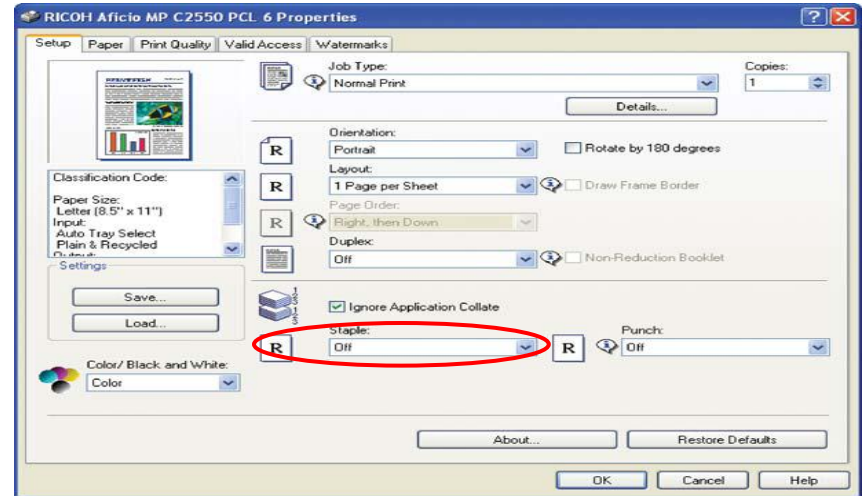 RICOH Aficio MP C2550 PCL 6 Properties
Setup Paper Print Quality Valid Access Watermarks
Job Type:
Normal Print
Copies:
1
Details...
Orientation:
Portrait
Rotate by 180 degrees
Layout:
1 Page per Sheet
Draw Frame Border
Page Order:
Right, then Down
Duplex:
Off
Non-Reduction Booklet
Classification Code:
Paper Size:
Letter (8.5" x 11")
Input:
Auto Tray Select
Plain & Recycled
Output:
Settings
Save...
Load...
Color/ Black and White:
Color
Ignore Application Collate
Staple:
Off
Punch:
Off
R
R
R
R
R
About...
Restore Defaults
OK
Cancel
Help